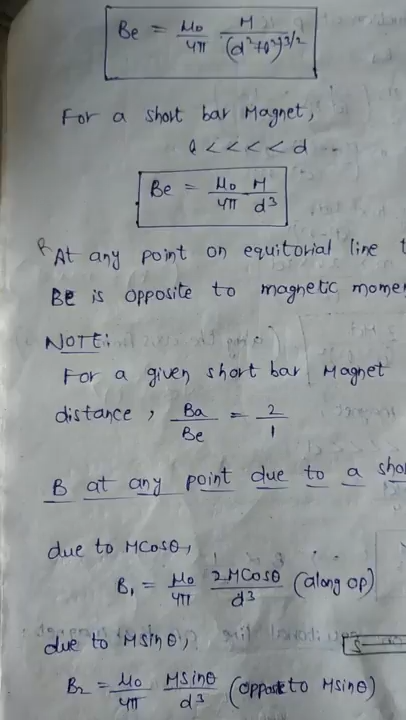 Be = μ₀/4π M/(d²+l²)^3/2
For a short bar Magnet,
l <<<< d
Be = μ₀/4π M/d³
At any point on equitorial line
Be is opposite to magnetic
NOTE:
For a given short bar Magnet
distance, Ba/Be = 2/1
B at any point due to a
due to MCosθ,
B₁ = μ₀/4π 2MCosθ/d³ (along op)
due to Msinθ,
B₂ = μ₀/4π Msinθ/d³ (opposite to Msinθ)